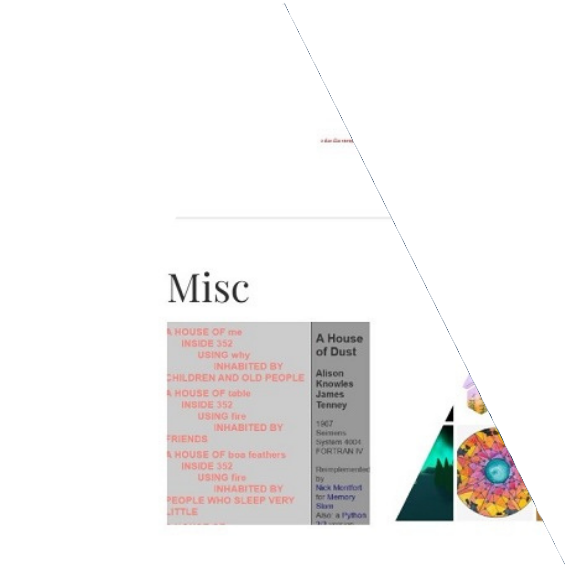 Misc
A HOUSE OF me
INSIDE 352
USING why
INHABITED BY
CHILDREN AND OLD PEOPLE
A HOUSE OF table
INSIDE 352
USING fire
INHABITED BY
FRIENDS
A HOUSE OF boa feathers
INSIDE 352
USING fire
INHABITED BY
PEOPLE WHO SLEEP VERY
LITTLE
A House
of Dust
Alison
Knowles
James
Tenney
1967
Siemens
System 4004
FORTRAN IV
Reimplemented
by
Nick Montfort
for Memory
Slam
Also: a Python